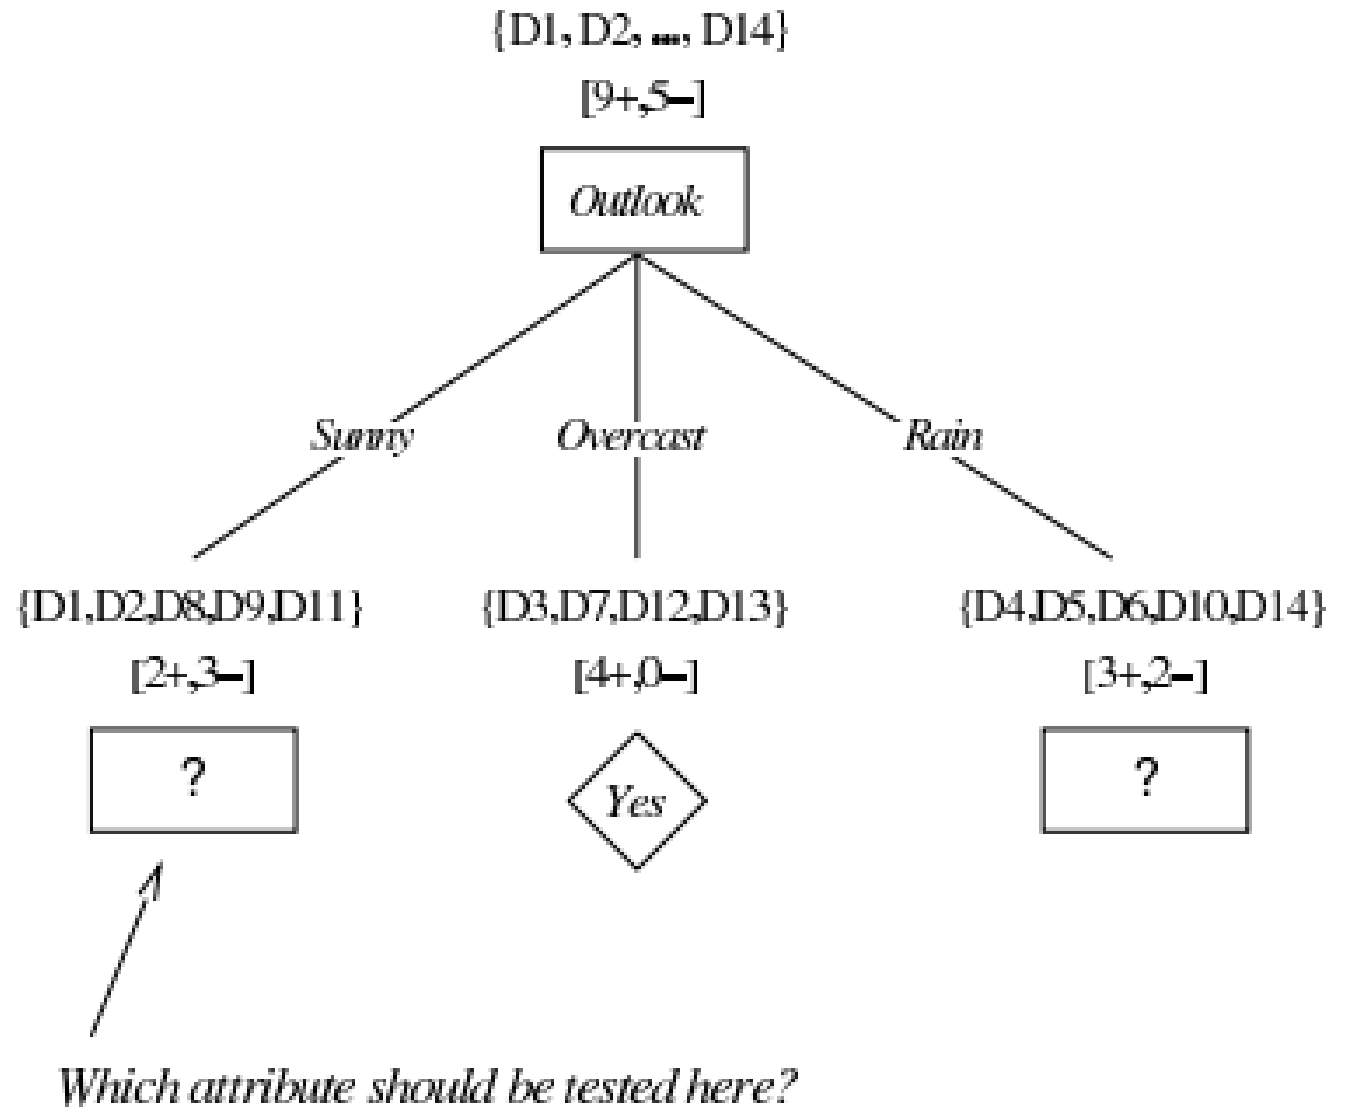 {D1, D2, ..., D14}
[9+,5−]
Outlook
Sunny
Overcast
Rain
{D1,D2,D8,D9,D11}
{D3,D7,D12,D13}
{D4,D5,D6,D10,D14}
[2+,3−]
[4+,0−]
[3+,2−]
?
Yes
?
Which attribute should be tested here?